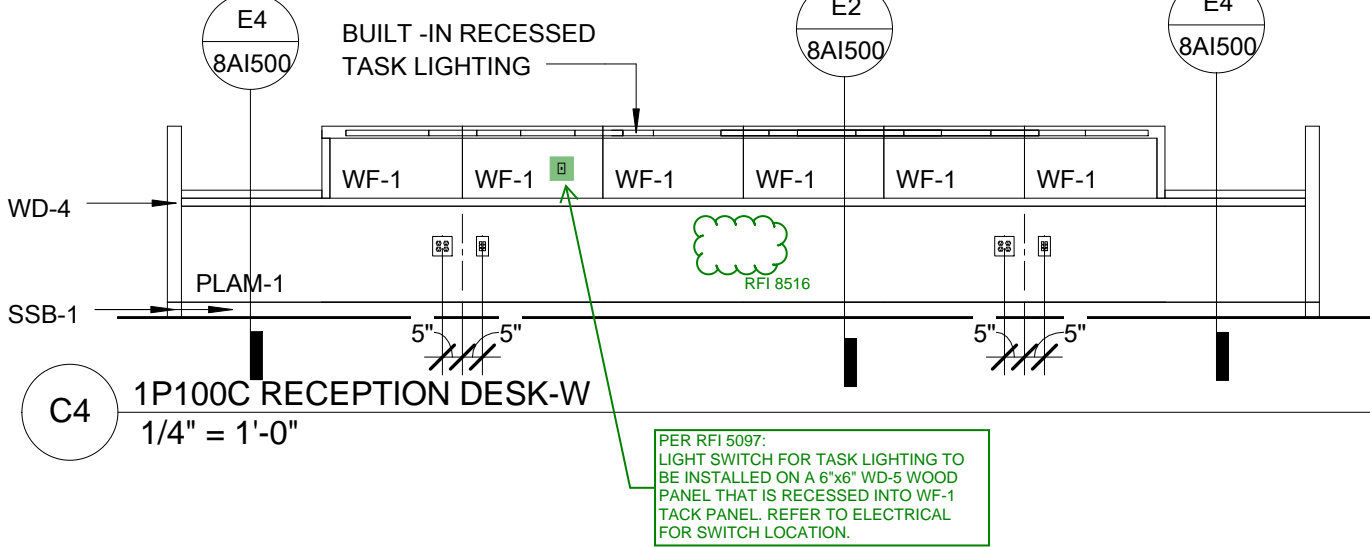 E4
8AI500
BUILT -IN RECESSED
TASK LIGHTING
E2
8AI500
E4
8AI500
WF-1
WF-1
WF-1
WF-1
WF-1
WF-1
WD-4
RFI 8516
PLAM-1
SSB-1
5"
5"
5"
5"
C4
1P100C RECEPTION DESK-W
1/4" = 1'-0"
PER RFI 5097:
LIGHT SWITCH FOR TASK LIGHTING TO
BE INSTALLED ON A 6"x6" WD-5 WOOD
PANEL THAT IS RECESSED INTO WF-1
TACK PANEL. REFER TO ELECTRICAL
FOR SWITCH LOCATION.